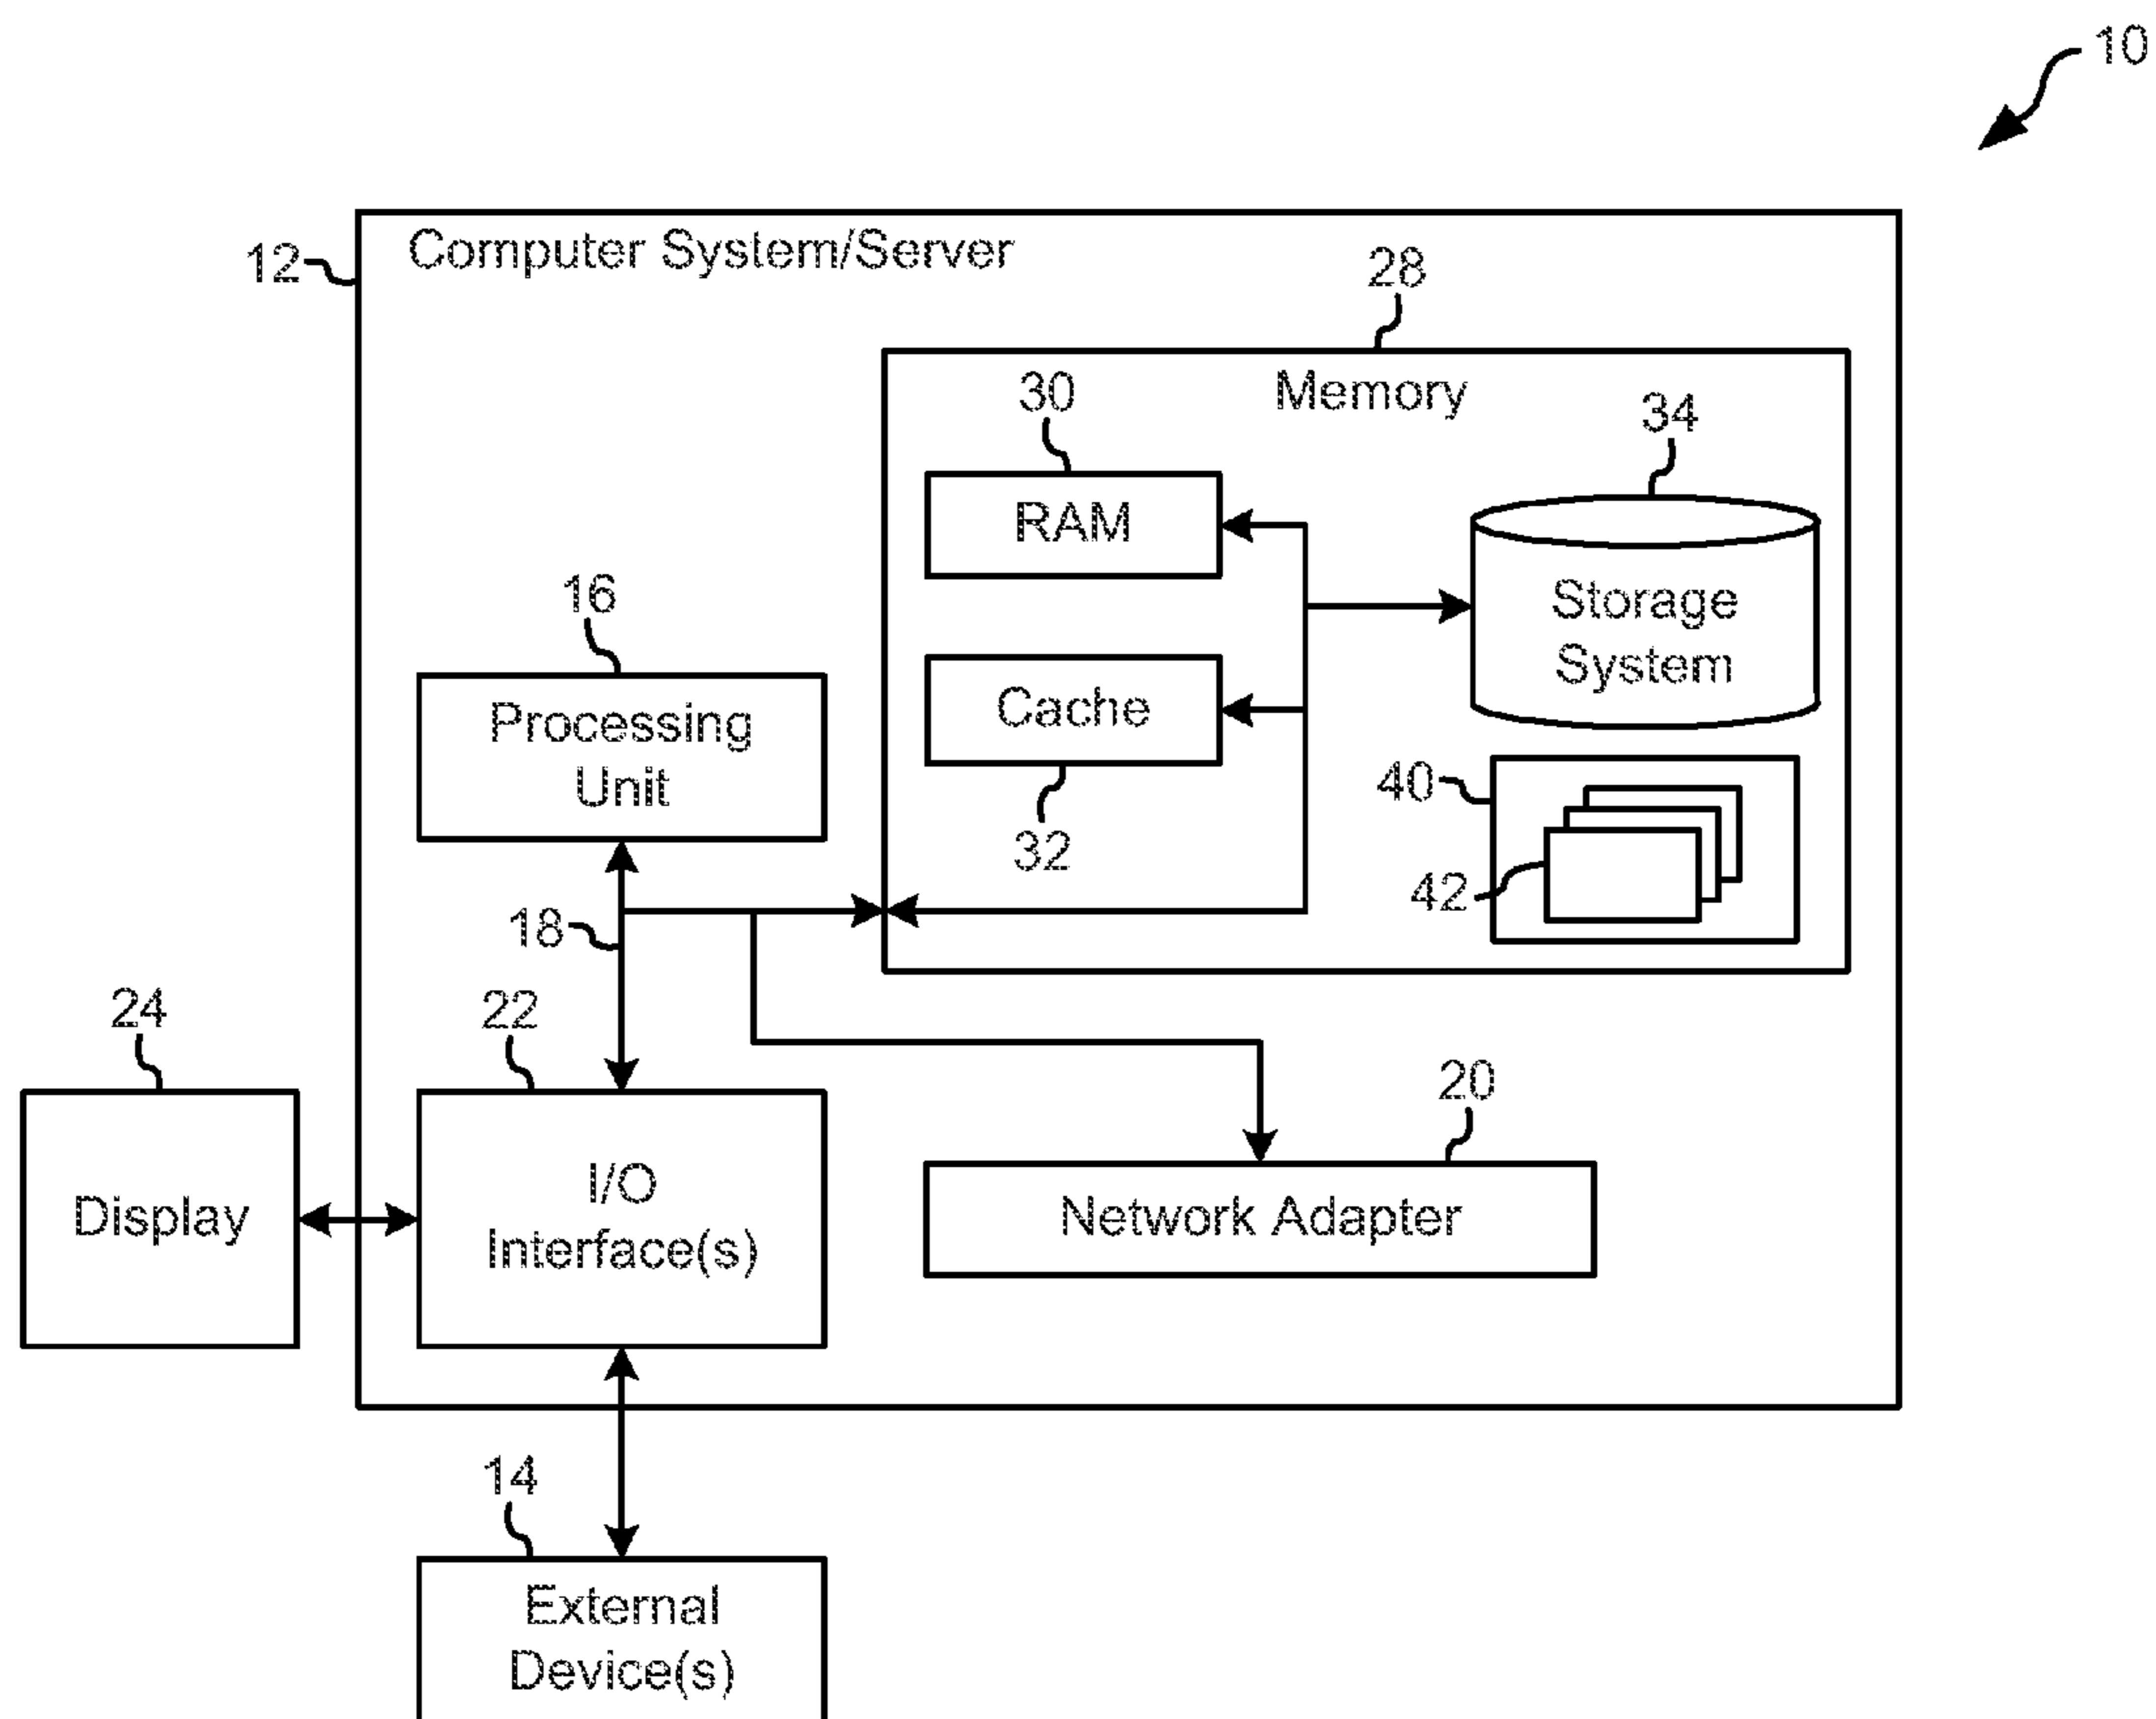 10
12
Computer System/Server
28
Memory
30
34
RAM
Storage
System
16
Processing
Unit
Cache
32
40
42
18
24
22
20
Display
I/O
Interface(s)
Network Adapter
14
External
Device(s)